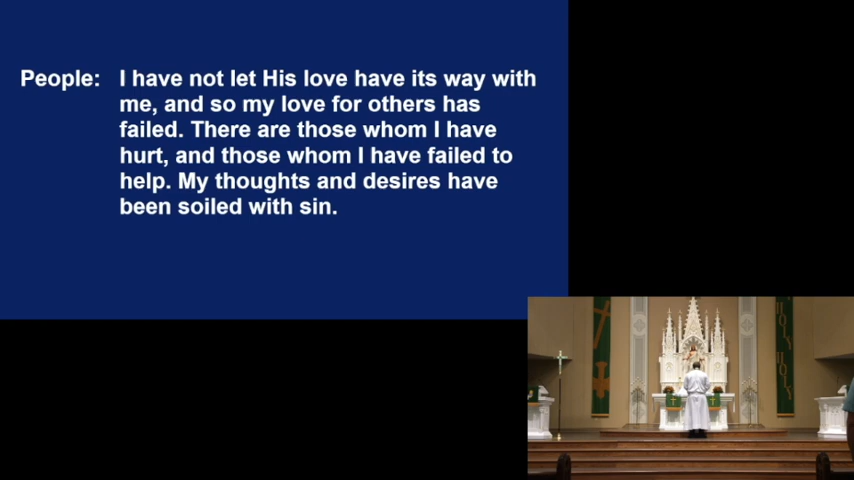 People: I have not let His love have its way with
me, and so my love for others has
failed. There are those whom I have
hurt, and those whom I have failed to
help. My thoughts and desires have
been soiled with sin.
HOLY
HOLY